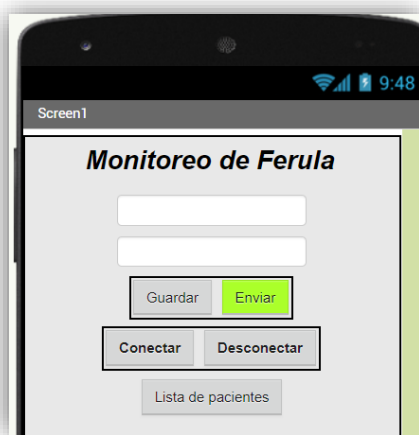 9:48
Screen1
Monitoreo de Ferula
Guardar Enviar
Conectar Desconectar
Lista de pacientes